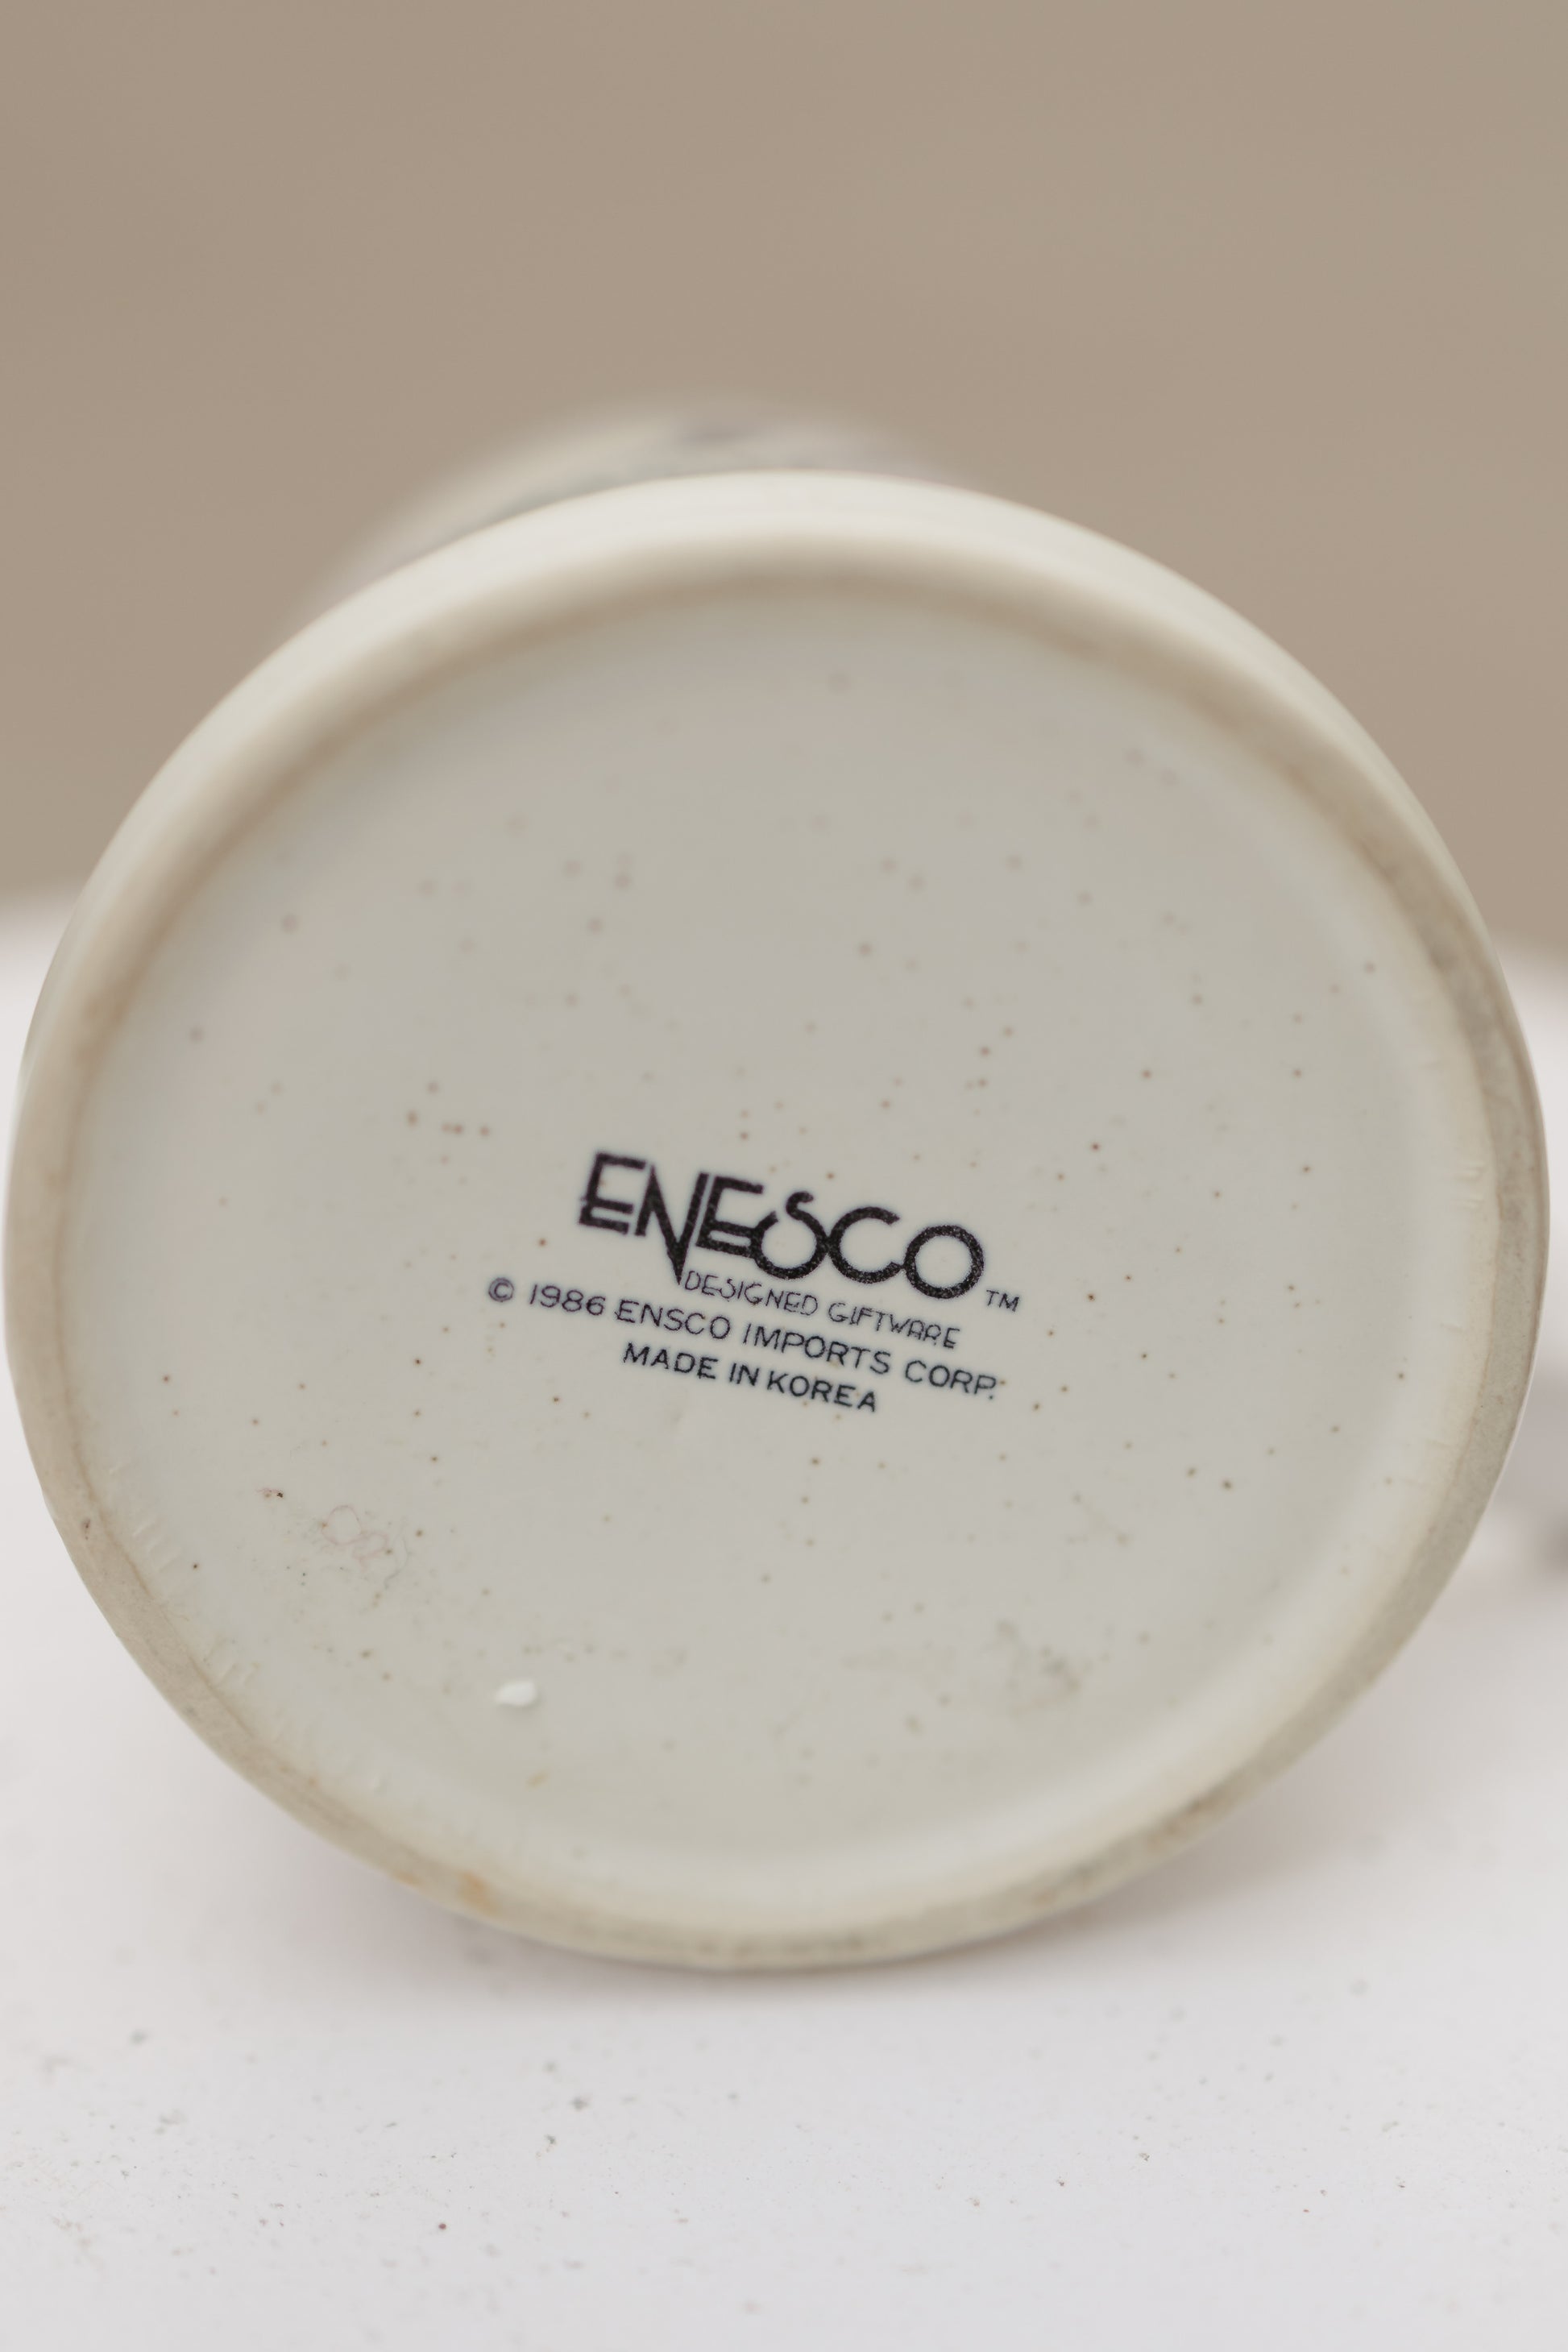 ENESCO TM
DESIGNED GIFTWARE
© 1986 ENSCO IMPORTS CORP.
MADE IN KOREA